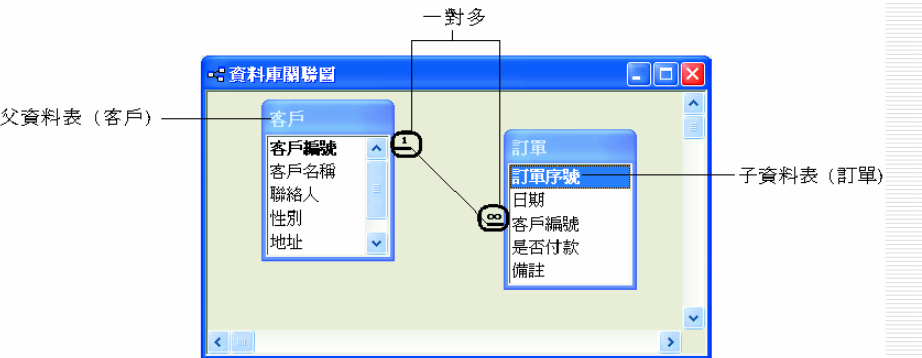 一對多
資料庫關聯圖
父資料表（客戶）
客戶
客戶編號
客戶名稱
聯絡人
性別
地址
1
∞
訂單
訂單序號
日期
客戶編號
是否付款
備註
子資料表（訂單)